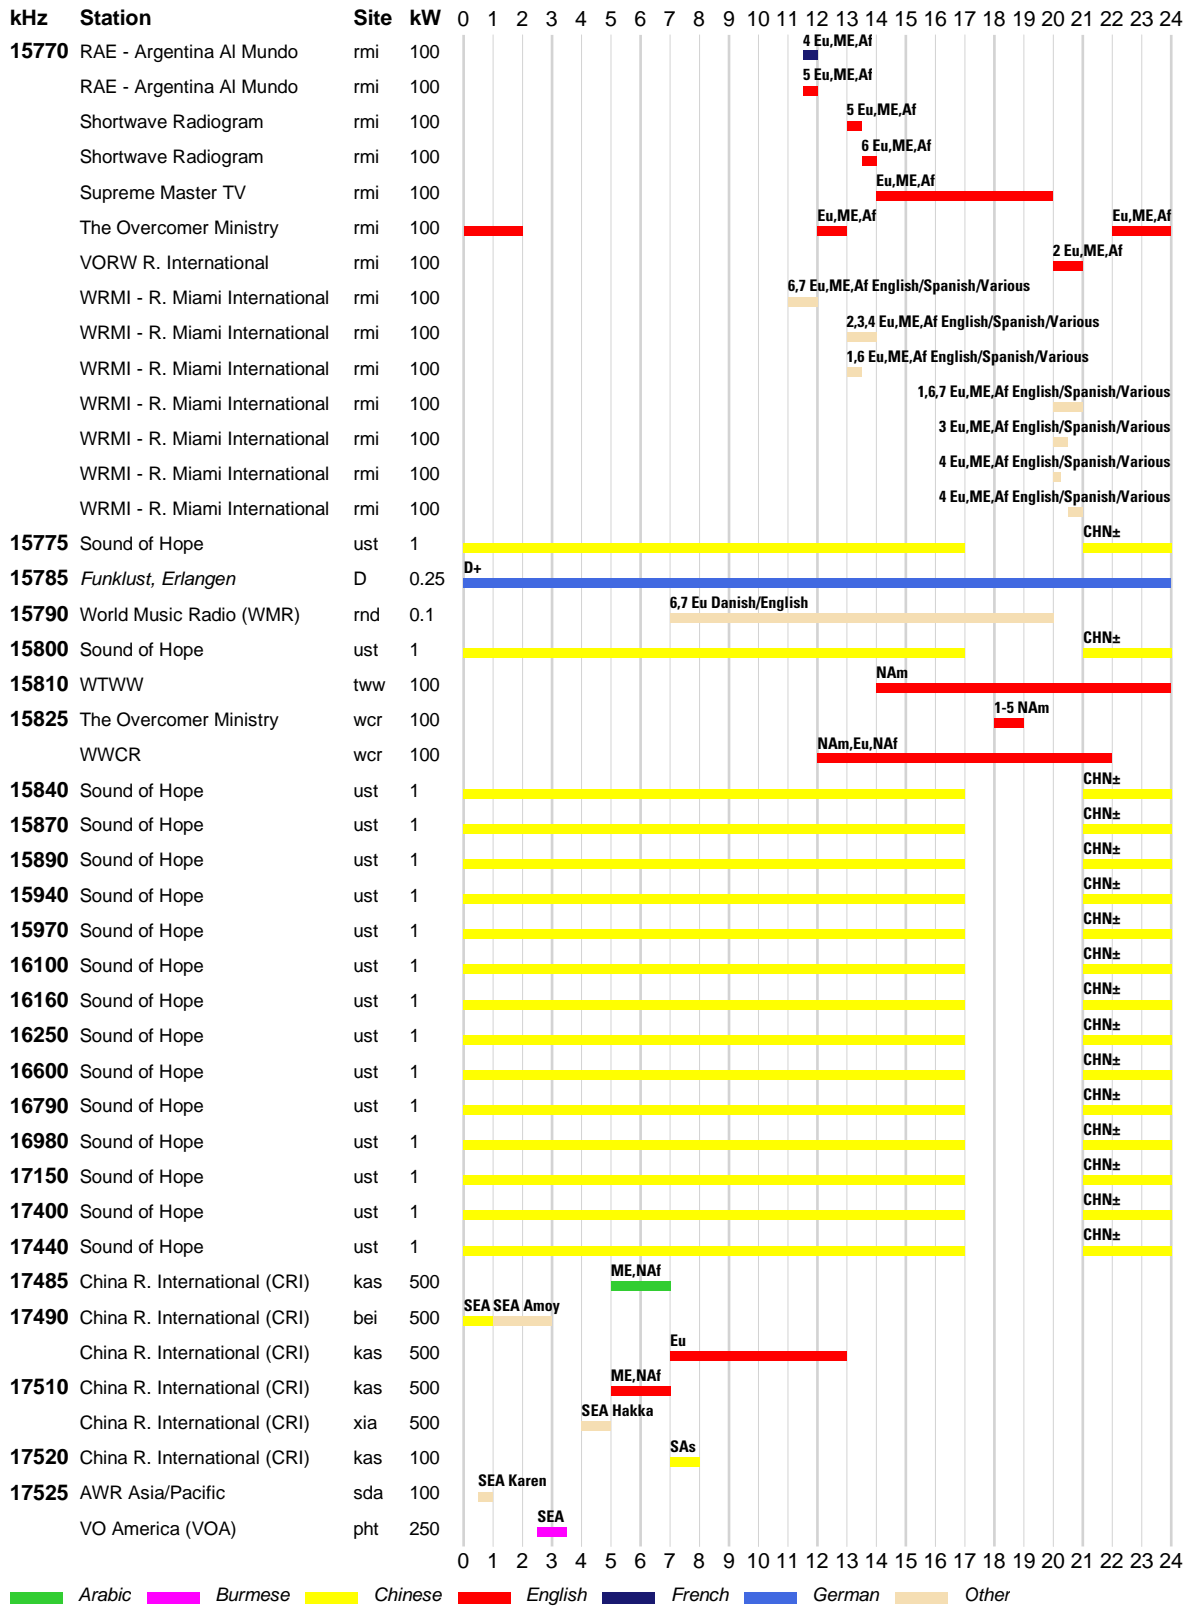 kHz Station Site kW 0 1 2 3 4 5 6 7 8 9 10 11 12 13 14 15 16 17 18 19 20 21 22 23 24
15770 RAE - Argentina Al Mundo rmi 100 4 Eu,ME,Af
RAE - Argentina Al Mundo rmi 100 5 Eu,ME,Af
Shortwave Radiogram rmi 100 5 Eu,ME,Af
Shortwave Radiogram rmi 100 6 Eu,ME,Af
Supreme Master TV rmi 100 Eu,ME,Af
The Overcomer Ministry rmi 100 Eu,ME,Af Eu,ME,Af
VORW R. International rmi 100 2 Eu,ME,Af
WRMI - R. Miami International rmi 100 6,7 Eu,ME,Af English/Spanish/Various
WRMI - R. Miami International rmi 100 2,3,4 Eu,ME,Af English/Spanish/Various
WRMI - R. Miami International rmi 100 1,6 Eu,ME,Af English/Spanish/Various
WRMI - R. Miami International rmi 100 1,6,7 Eu,ME,Af English/Spanish/Various
WRMI - R. Miami International rmi 100 3 Eu,ME,Af English/Spanish/Various
WRMI - R. Miami International rmi 100 4 Eu,ME,Af English/Spanish/Various
WRMI - R. Miami International rmi 100 4 Eu,ME,Af English/Spanish/Various
15775 Sound of Hope ust 1 CHN±
15785 Funklust, Erlangen D 0.25 D+
15790 World Music Radio (WMR) rnd 0.1 6,7 Eu Danish/English
15800 Sound of Hope ust 1 CHN±
15810 WTWW tww 100 NAm
15825 The Overcomer Ministry wcr 100 1-5 NAm
WWCR wcr 100 NAm,Eu,NAf
15840 Sound of Hope ust 1 CHN±
15870 Sound of Hope ust 1 CHN±
15890 Sound of Hope ust 1 CHN±
15940 Sound of Hope ust 1 CHN±
15970 Sound of Hope ust 1 CHN±
16100 Sound of Hope ust 1 CHN±
16160 Sound of Hope ust 1 CHN±
16250 Sound of Hope ust 1 CHN±
16600 Sound of Hope ust 1 CHN±
16790 Sound of Hope ust 1 CHN±
16980 Sound of Hope ust 1 CHN±
17150 Sound of Hope ust 1 CHN±
17400 Sound of Hope ust 1 CHN±
17440 Sound of Hope ust 1 CHN±
17485 China R. International (CRI) kas 500 ME,NAf
17490 China R. International (CRI) bei 500 SEA SEA Amoy
China R. International (CRI) kas 500 Eu
17510 China R. International (CRI) kas 500 ME,NAf
China R. International (CRI) xia 500 SEA Hakka
17520 China R. International (CRI) kas 100 SAs
17525 AWR Asia/Pacific sda 100 SEA Karen
VO America (VOA) pht 250 SEA
0 1 2 3 4 5 6 7 8 9 10 11 12 13 14 15 16 17 18 19 20 21 22 23 24
Arabic Burmese Chinese English French German Other